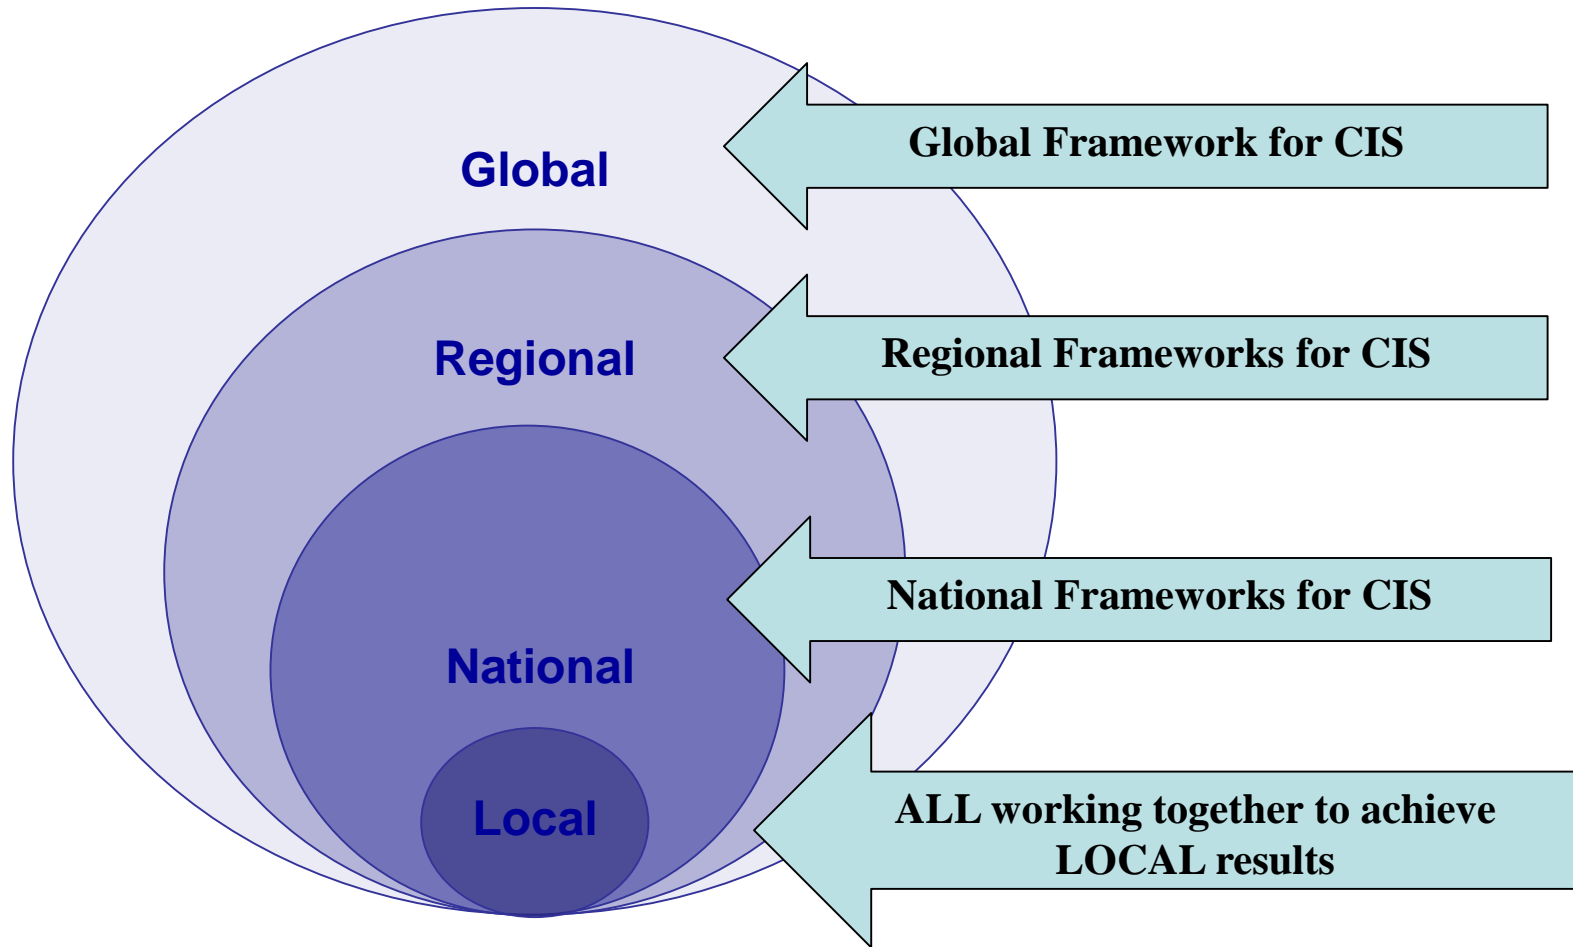 Global
Global Framework for CIS
Regional
Regional Frameworks for CIS
National Frameworks for CIS
National
Local
ALL working together to achieve
LOCAL results